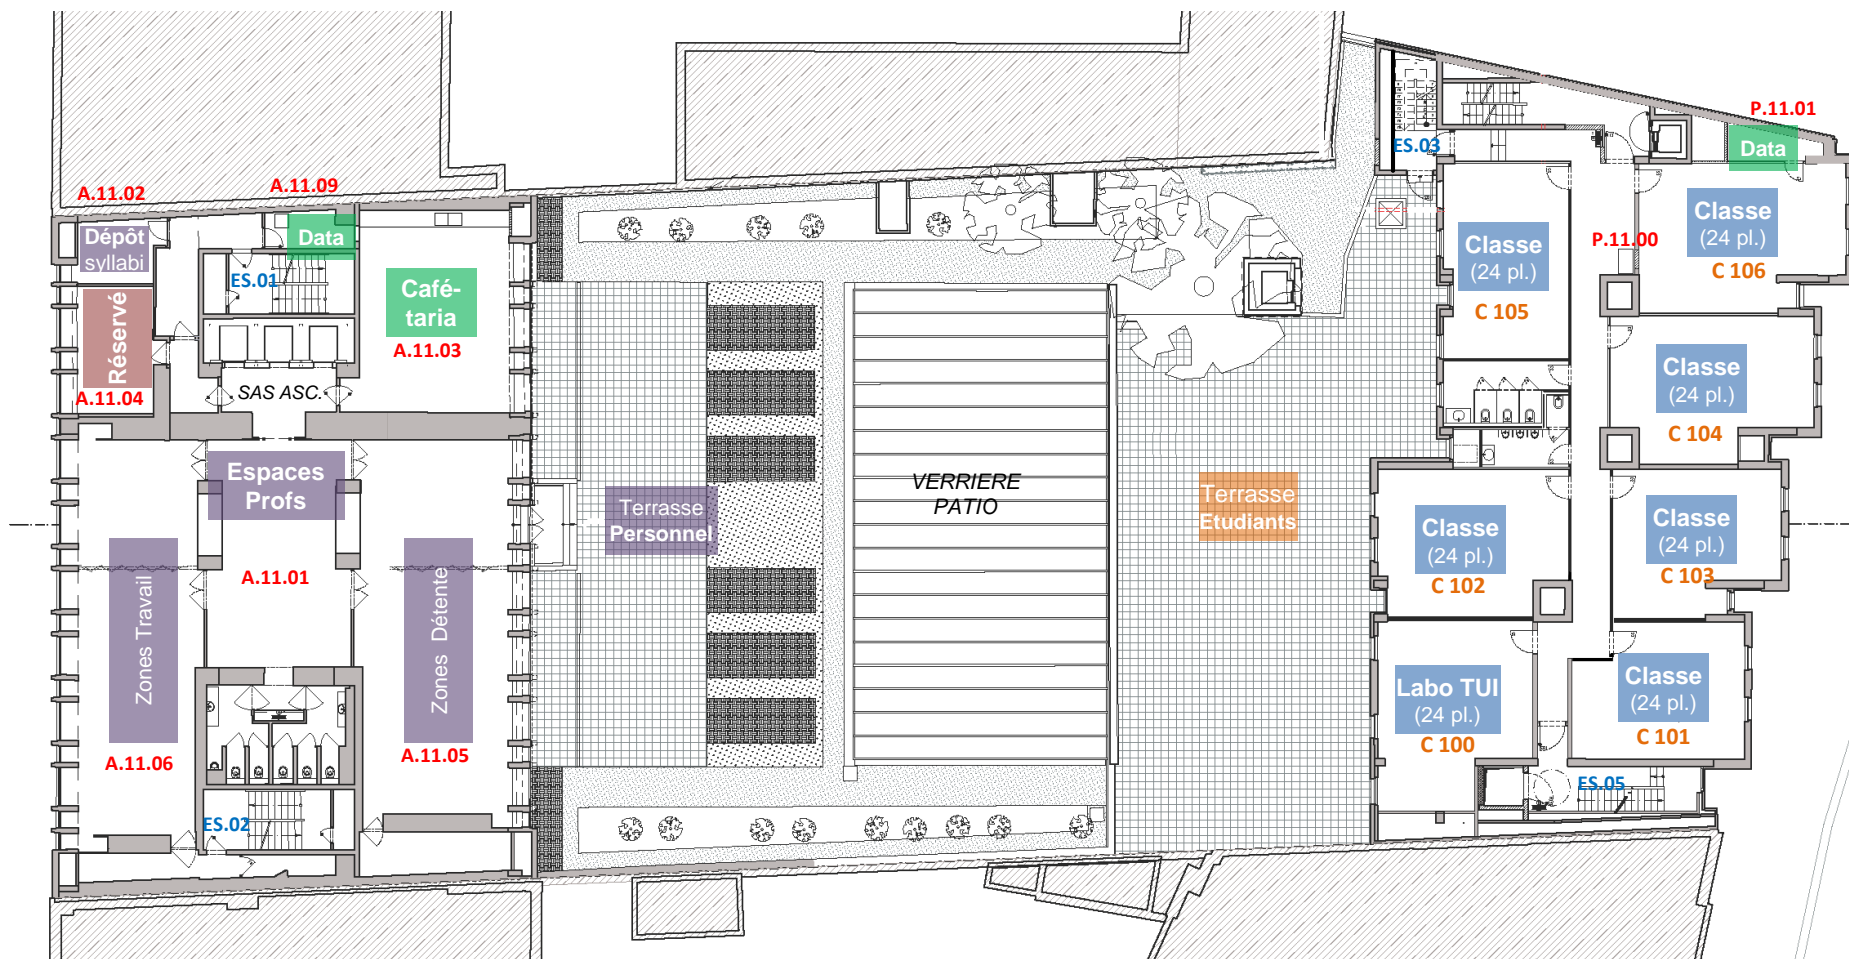 A.11.02
A.11.09
Dépôt
syllabi
Data
ES.01
Café-
taria
A.11.03
Réservé
A.11.04
SAS ASC.
Espaces
Profs
A.11.01
Zones Travail
A.11.06
Zones Détente
A.11.05
ES.02
Terrasse
Personnel
VERRIERE
PATIO
Terrasse
Etudiants
ES.03
P.11.01
Data
Classe
(24 pl.)
C 105
P.11.00
Classe
(24 pl.)
C 106
Classe
(24 pl.)
C 104
Classe
(24 pl.)
C 102
Classe
(24 pl.)
C 103
Labo TUI
(24 pl.)
C 100
Classe
(24 pl.)
C 101
ES.05